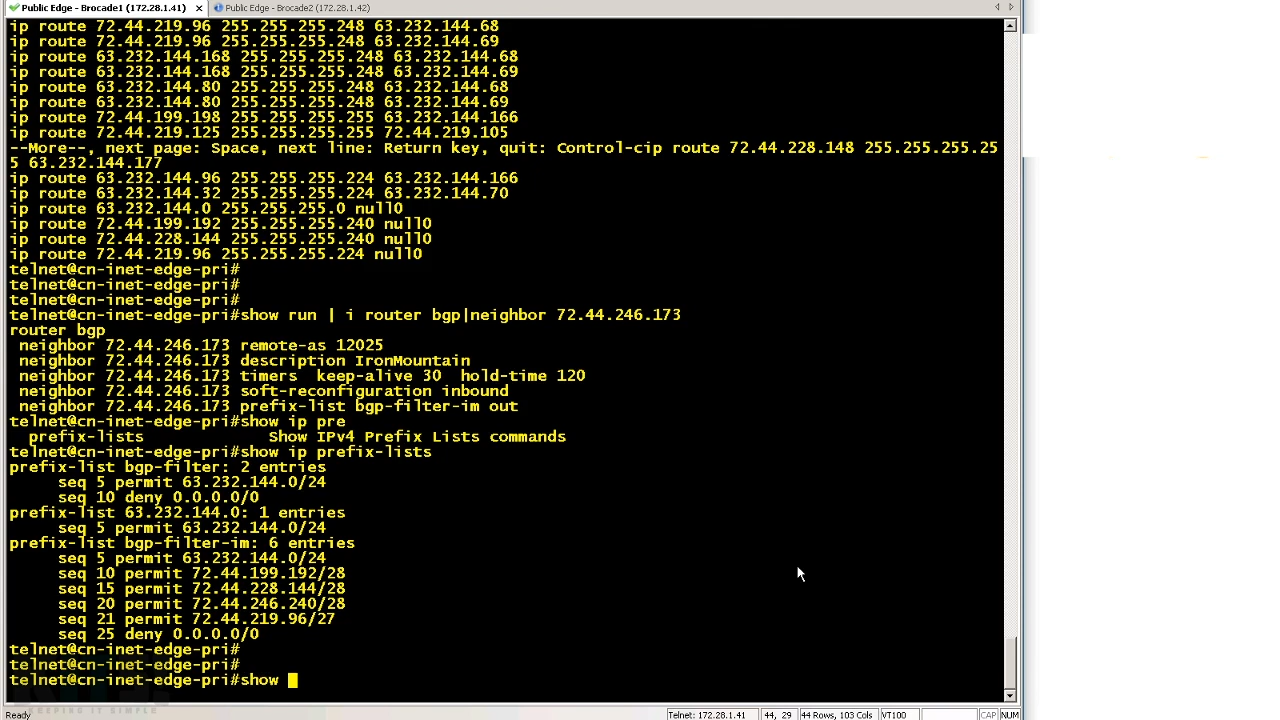 Public Edge - Brocade1 (172.28.1.41) × Public Edge - Brocade2 (172.28.1.42)
ip route 72.44.219.96 255.255.255.248 63.232.144.68
ip route 72.44.219.96 255.255.255.248 63.232.144.69
ip route 63.232.144.168 255.255.255.248 63.232.144.68
ip route 63.232.144.168 255.255.255.248 63.232.144.69
ip route 63.232.144.80 255.255.255.248 63.232.144.68
ip route 63.232.144.80 255.255.255.248 63.232.144.69
ip route 72.44.199.198 255.255.255.255 63.232.144.166
ip route 72.44.219.125 255.255.255.255 72.44.219.105
--More--, next page: Space, next line: Return key, quit: Control-cip route 72.44.228.148 255.255.255.25
5 63.232.144.177
ip route 63.232.144.96 255.255.255.224 63.232.144.166
ip route 63.232.144.32 255.255.255.224 63.232.144.70
ip route 63.232.144.0 255.255.255.0 null0
ip route 72.44.199.192 255.255.255.240 null0
ip route 72.44.228.144 255.255.255.240 null0
ip route 72.44.219.96 255.255.255.224 null0
telnet@cn-inet-edge-pri#
telnet@cn-inet-edge-pri#
telnet@cn-inet-edge-pri#
telnet@cn-inet-edge-pri#show run | i router bgp|neighbor 72.44.246.173
router bgp
neighbor 72.44.246.173 remote-as 12025
neighbor 72.44.246.173 description IronMountain
neighbor 72.44.246.173 timers  keep-alive 30  hold-time 120
neighbor 72.44.246.173 soft-reconfiguration inbound
neighbor 72.44.246.173 prefix-list bgp-filter-im out
telnet@cn-inet-edge-pri#show ip pre
prefix-lists             Show IPv4 Prefix Lists commands
telnet@cn-inet-edge-pri#show ip prefix-lists
prefix-list bgp-filter: 2 entries
seq 5 permit 63.232.144.0/24
seq 10 deny 0.0.0.0/0
prefix-list 63.232.144.0: 1 entries
seq 5 permit 63.232.144.0/24
prefix-list bgp-filter-im: 6 entries
seq 5 permit 63.232.144.0/24
seq 10 permit 72.44.199.192/28
seq 15 permit 72.44.228.144/28
seq 20 permit 72.44.246.240/28
seq 21 permit 72.44.219.96/27
seq 25 deny 0.0.0.0/0
telnet@cn-inet-edge-pri#
telnet@cn-inet-edge-pri#
telnet@cn-inet-edge-pri#show
KEEPING IT SIMPLE
Ready Telnet: 172.28.1.41 44, 29 44 Rows, 103 Cols VT100 CAP NUM